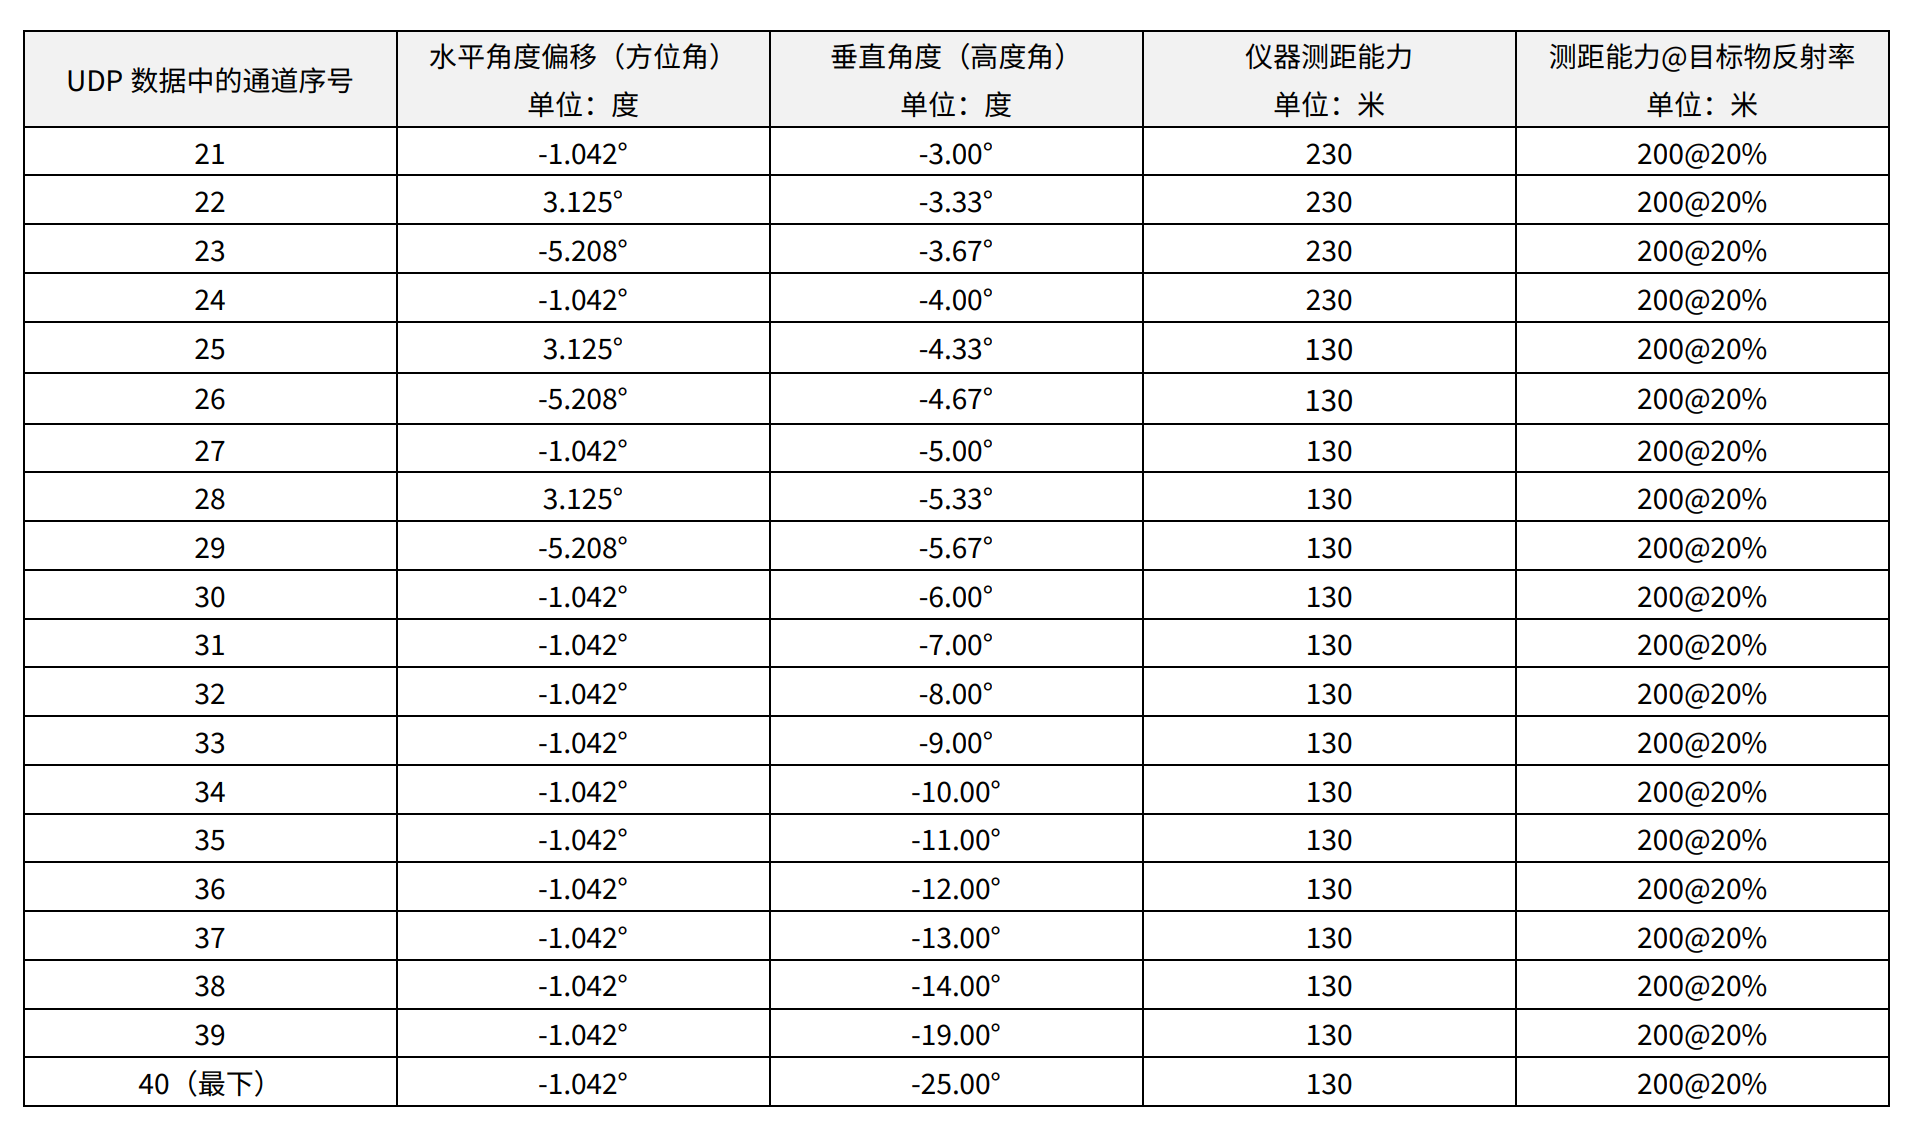 UDP 数据中的通道序号 水平角度偏移（方位角） 单位：度 垂直角度（高度角） 单位：度 仪器测距能力 单位：米 测距能力@目标物反射率 单位：米
21 -1.042° -3.00° 230 200@20%
22 3.125° -3.33° 230 200@20%
23 -5.208° -3.67° 230 200@20%
24 -1.042° -4.00° 230 200@20%
25 3.125° -4.33° 130 200@20%
26 -5.208° -4.67° 130 200@20%
27 -1.042° -5.00° 130 200@20%
28 3.125° -5.33° 130 200@20%
29 -5.208° -5.67° 130 200@20%
30 -1.042° -6.00° 130 200@20%
31 -1.042° -7.00° 130 200@20%
32 -1.042° -8.00° 130 200@20%
33 -1.042° -9.00° 130 200@20%
34 -1.042° -10.00° 130 200@20%
35 -1.042° -11.00° 130 200@20%
36 -1.042° -12.00° 130 200@20%
37 -1.042° -13.00° 130 200@20%
38 -1.042° -14.00° 130 200@20%
39 -1.042° -19.00° 130 200@20%
40（最下） -1.042° -25.00° 130 200@20%